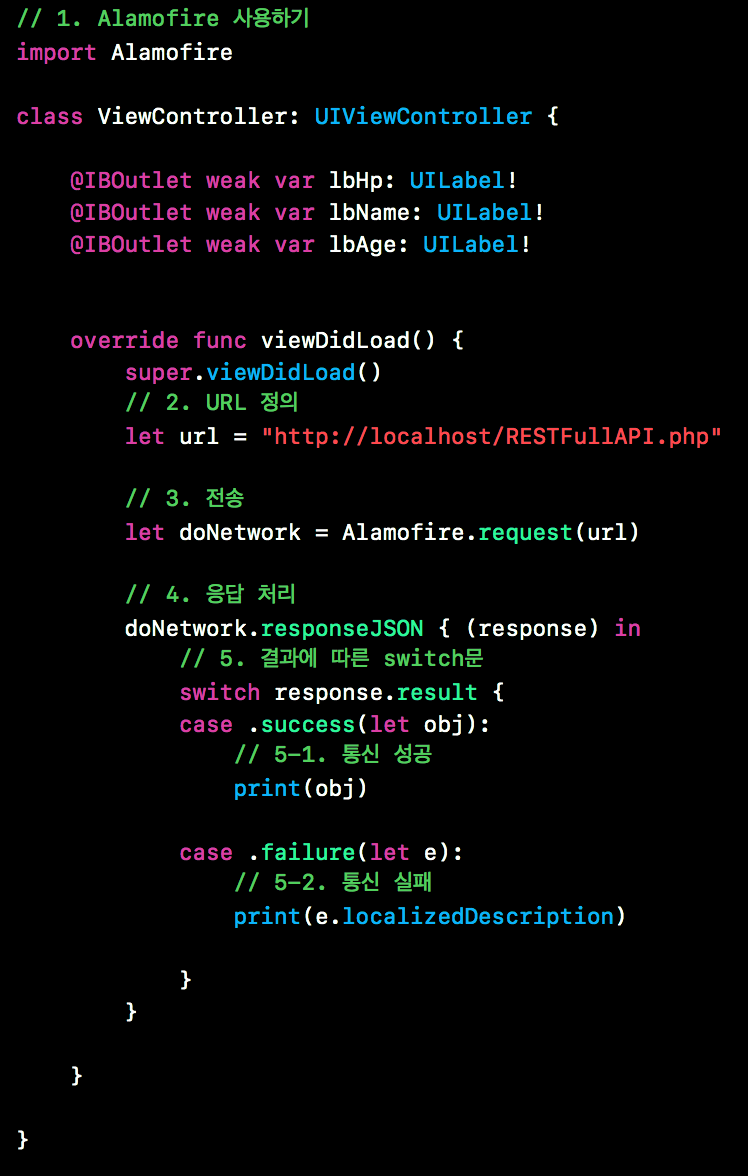 // 1. Alamofire 사용하기
import Alamofire
class ViewController: UIViewController {
@IBOutlet weak var lbHp: UILabel!
@IBOutlet weak var lbName: UILabel!
@IBOutlet weak var lbAge: UILabel!
override func viewDidLoad() {
super.viewDidLoad()
// 2. URL 정의
let url = "http://localhost/RESTFullAPI.php"
// 3. 전송
let doNetwork = Alamofire.request(url)
// 4. 응답 처리
doNetwork.responseJSON { (response) in
// 5. 결과에 따른 switch문
switch response.result {
case .success(let obj):
// 5-1. 통신 성공
print(obj)
case .failure(let e):
// 5-2. 통신 실패
print(e.localizedDescription)
}
}
}
}